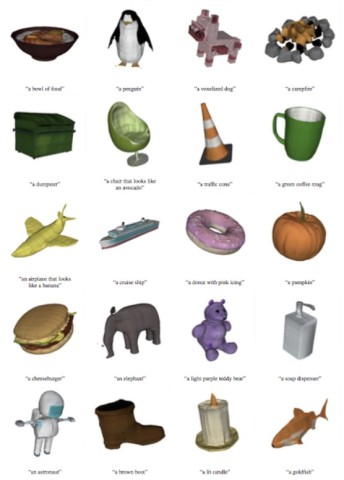 "a bowl of food" "a penguin" "a voxelized dog" "a campfire"
"a dumpster" "a chair that looks like "a traffic cone" "a green coffee mug"
an avocado"
"an airplane that looks "a cruise ship" "a donut with pink icing" "a pumpkin"
like a banana"
"a cheeseburger" "an elephant" "a light purple teddy bear" "a soap dispenser"
"an astronaut" "a brown boot" "a lit candle" "a goldfish"